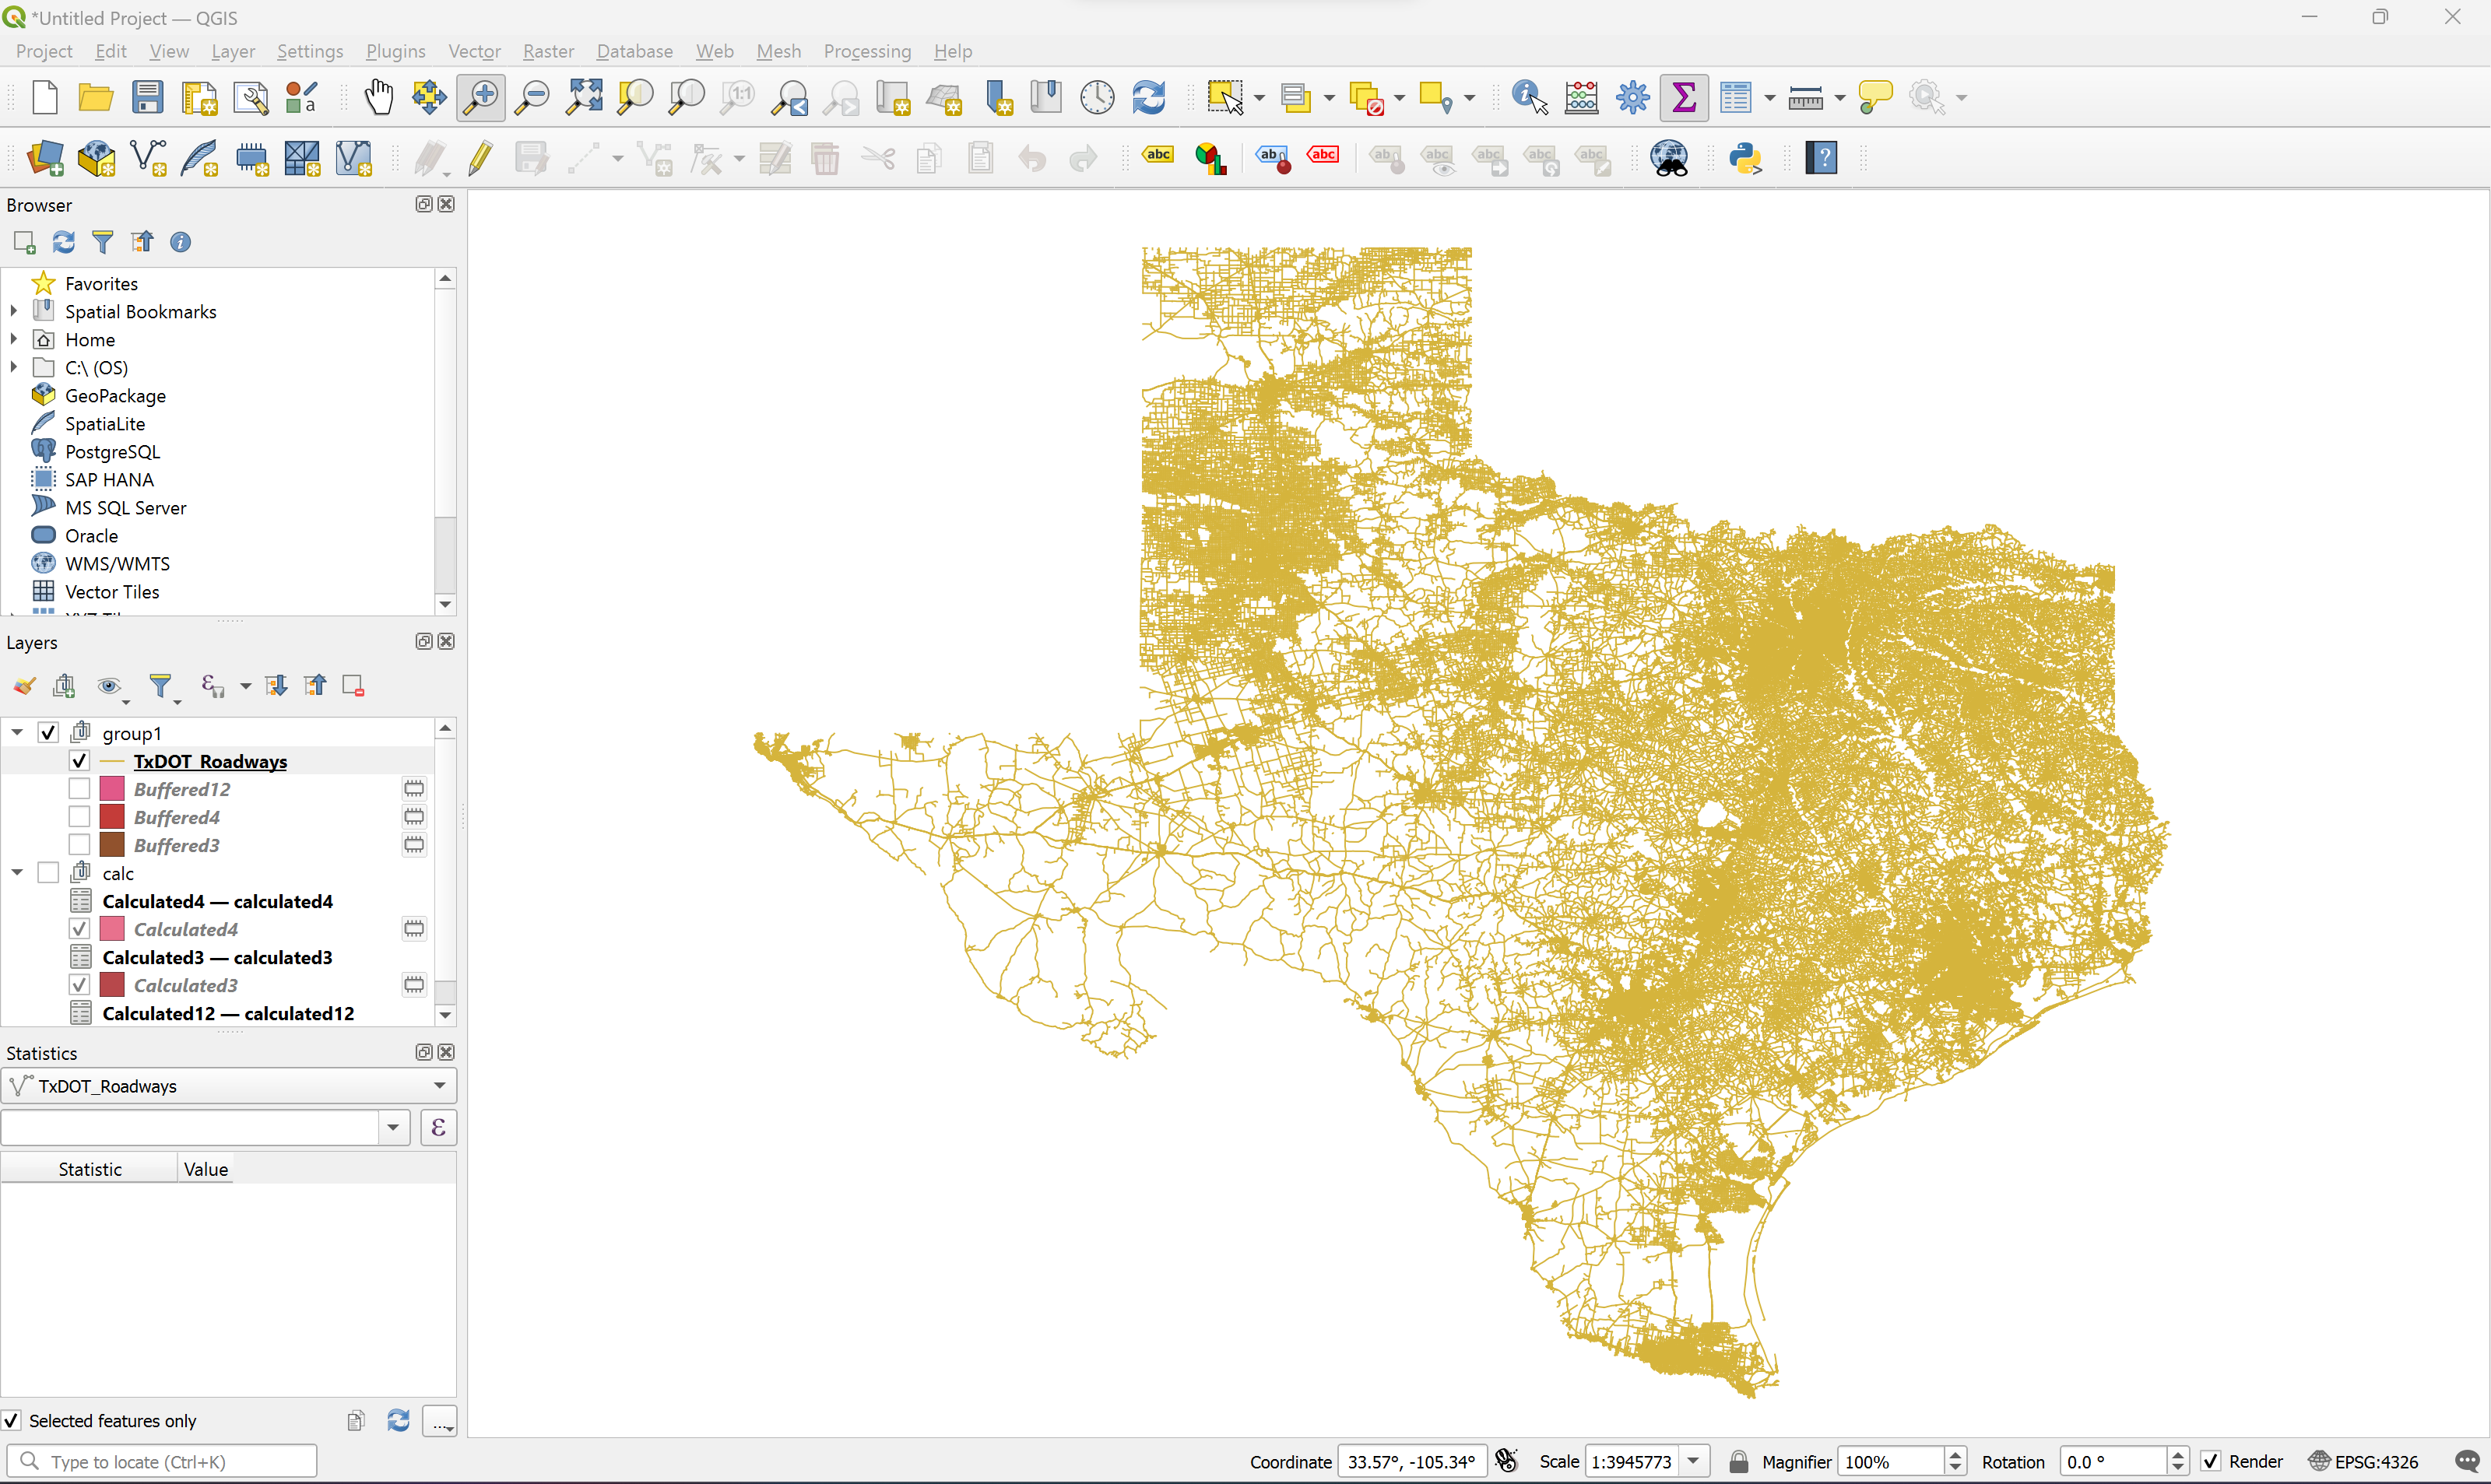 *Untitled Project — QGIS
Project Edit View Layer Settings Plugins Vector Raster Database Web Mesh Processing Help
Browser
Favorites
Spatial Bookmarks
Home
C:\ (OS)
GeoPackage
SpatiaLite
PostgreSQL
SAP HANA
MS SQL Server
Oracle
WMS/WMTS
Vector Tiles
Layers
group1
TxDOT_Roadways
Buffered12
Buffered4
Buffered3
calc
Calculated4 — calculated4
Calculated4
Calculated3 — calculated3
Calculated3
Calculated12 — calculated12
Statistics
TxDOT_Roadways
ε
Statistic Value
Selected features only
...
Type to locate (Ctrl+K)
Coordinate 33.57°, -105.34° Scale 1:3945773 Magnifier 100% Rotation 0.0 ° Render EPSG:4326